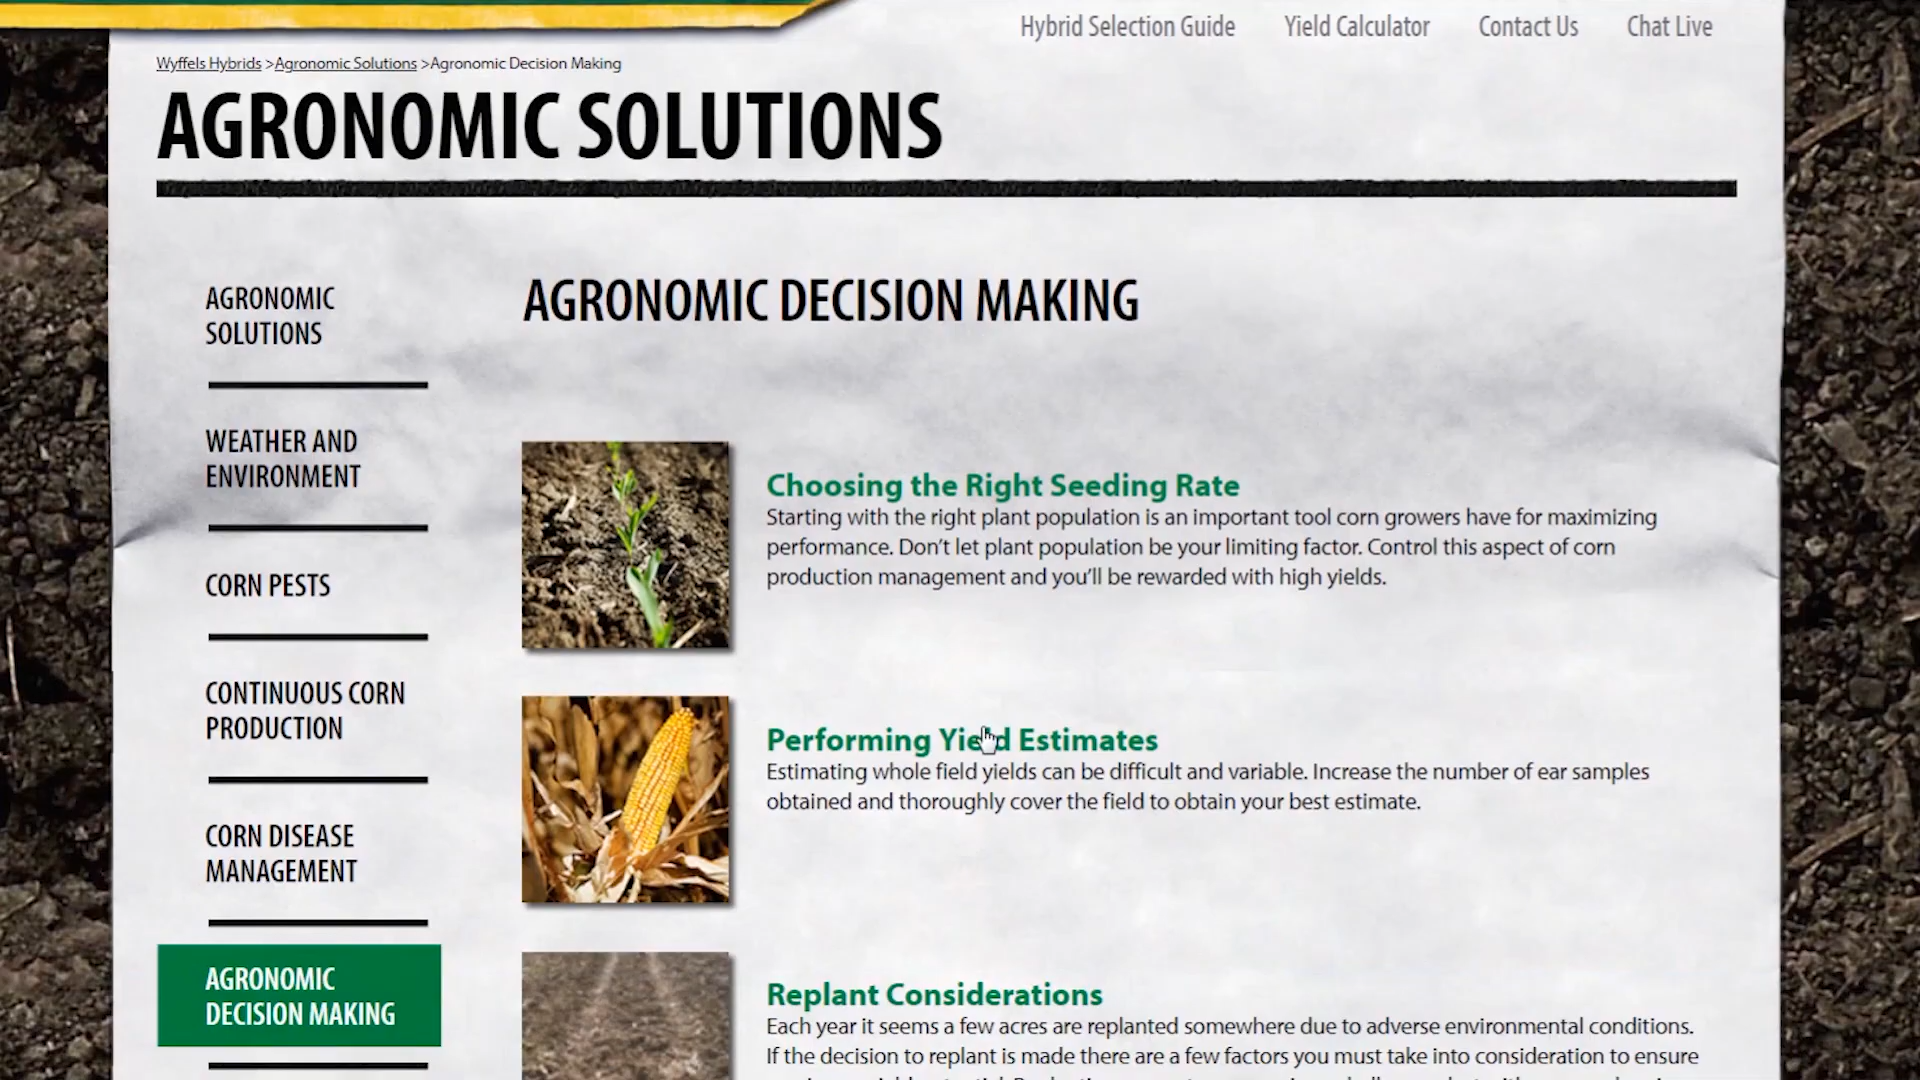 Hybrid Selection Guide Yield Calculator Contact Us Chat Live
Wyffels Hybrids >Agronomic Solutions >Agronomic Decision Making
AGRONOMIC SOLUTIONS
AGRONOMIC
SOLUTIONS
WEATHER AND
ENVIRONMENT
CORN PESTS
CONTINUOUS CORN
PRODUCTION
CORN DISEASE
MANAGEMENT
AGRONOMIC
DECISION MAKING
AGRONOMIC DECISION MAKING
Choosing the Right Seeding Rate
Starting with the right plant population is an important tool corn growers have for maximizing
performance. Don't let plant population be your limiting factor. Control this aspect of corn
production management and you'll be rewarded with high yields.
Performing Yield Estimates
Estimating whole field yields can be difficult and variable. Increase the number of ear samples
obtained and thoroughly cover the field to obtain your best estimate.
Replant Considerations
Each year it seems a few acres are replanted somewhere due to adverse environmental conditions.
If the decision to replant is made there are a few factors you must take into consideration to ensure